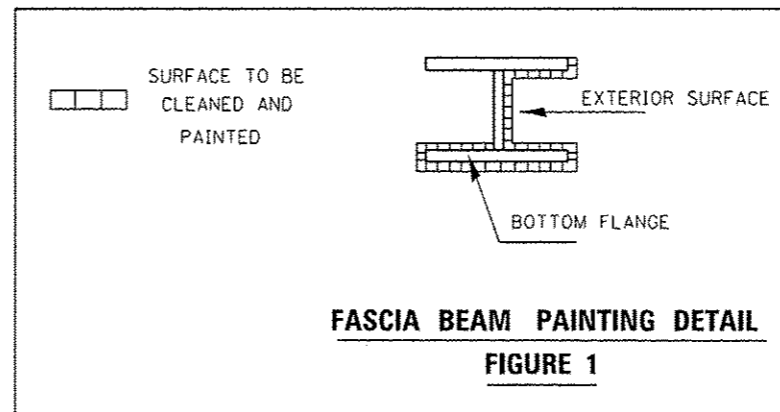 SURFACE TO BE
CLEANED AND
PAINTED
EXTERIOR SURFACE
BOTTOM FLANGE
FASCIA BEAM PAINTING DETAIL
FIGURE 1